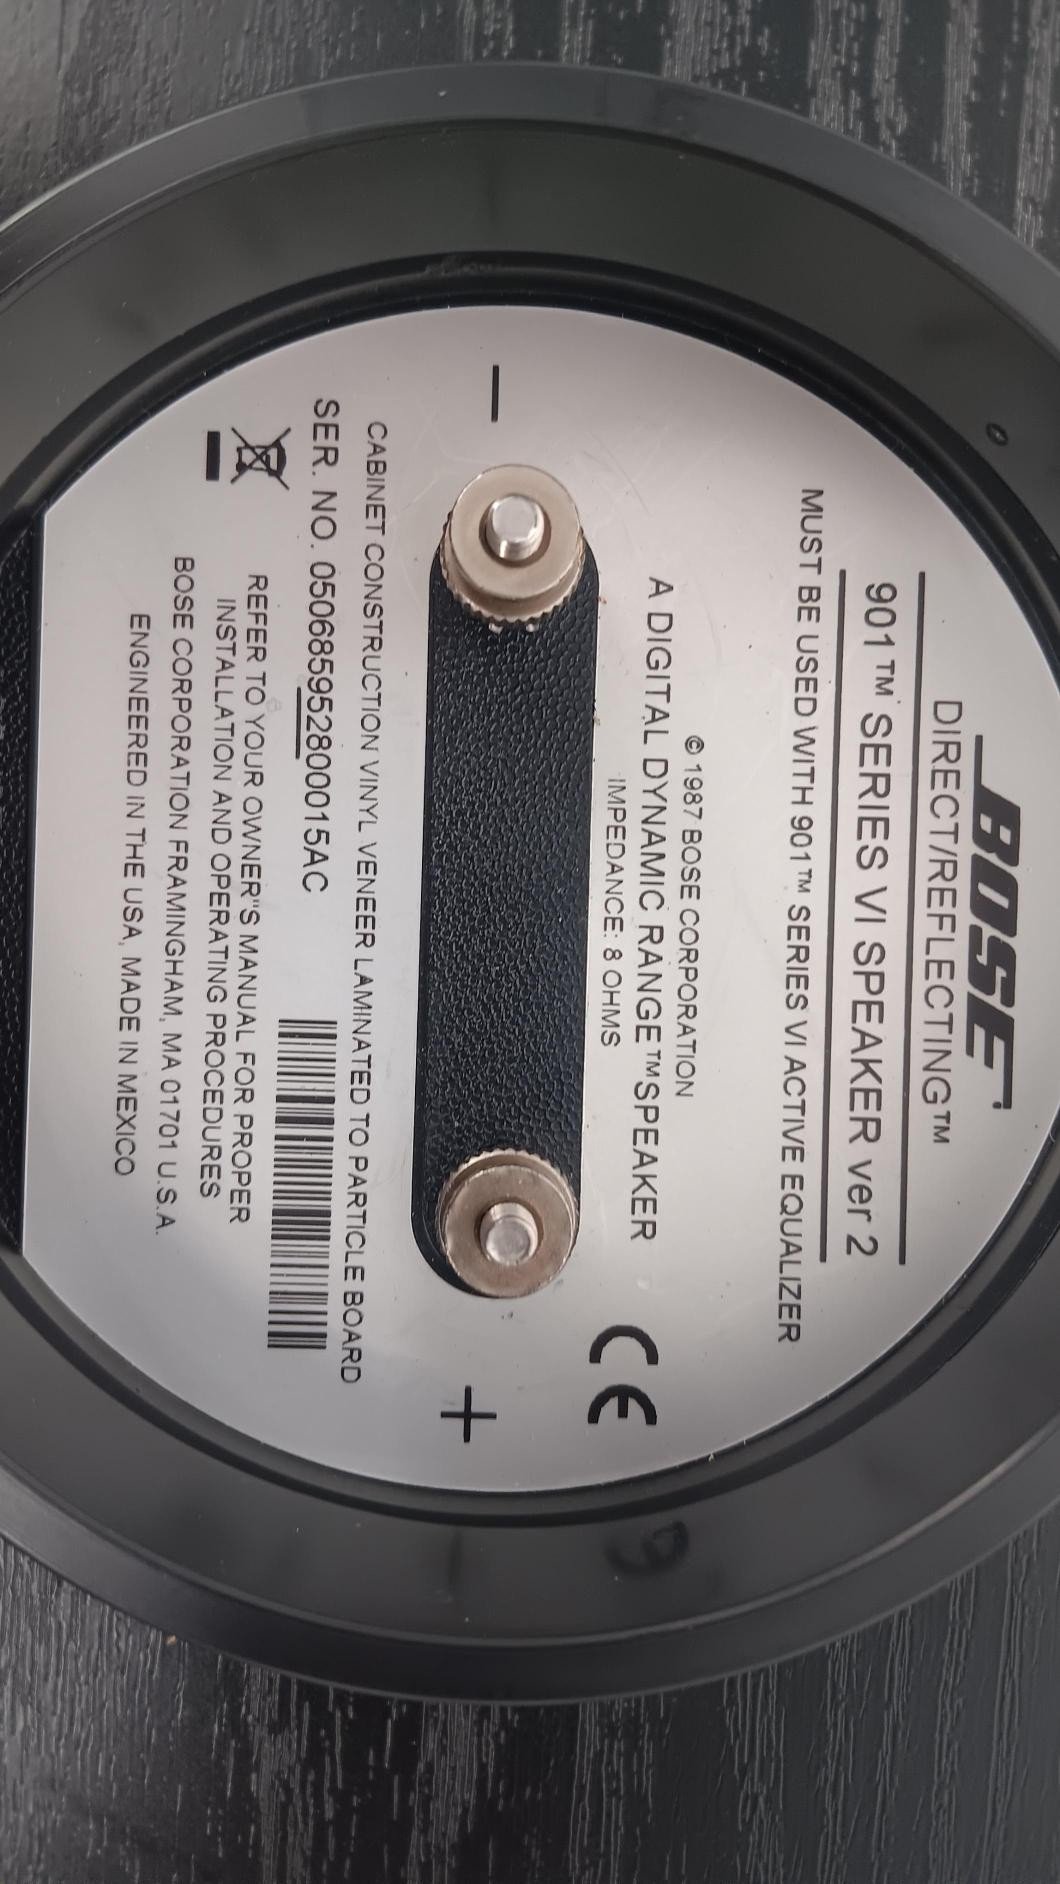 BOSE
DIRECT/REFLECTING™
901™ SERIES VI SPEAKER ver 2
MUST BE USED WITH 901™ SERIES VI ACTIVE EQUALIZER
© 1987 BOSE CORPORATION
A DIGITAL DYNAMIC RANGE™SPEAKER
IMPEDANCE: 8 OHMS
CE
− +
CABINET CONSTRUCTION VINYL VENEER LAMINATED TO PARTICLE BOARD
SER. NO. 050685952800015AC
REFER TO YOUR OWNER"S MANUAL FOR PROPER
INSTALLATION AND OPERATING PROCEDURES
BOSE CORPORATION FRAMINGHAM, MA 01701 U.S.A.
ENGINEERED IN THE USA, MADE IN MEXICO